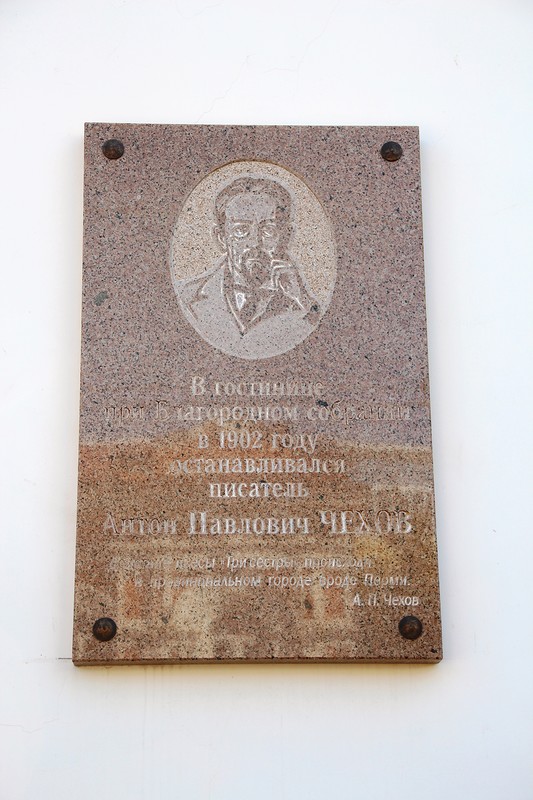 В гостинице
при Благородном собрании
в 1902 году
останавливался
писатель
Антон Павлович ЧЕХОВ
Действие пьесы «Три сестры» происходит
в провинциальном городе вроде Перми.
А. П. Чехов